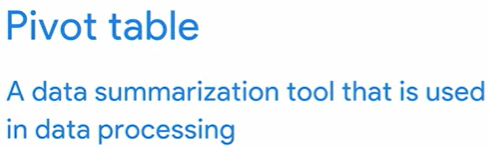 Pivot table
A data summarization tool that is used
in data processing